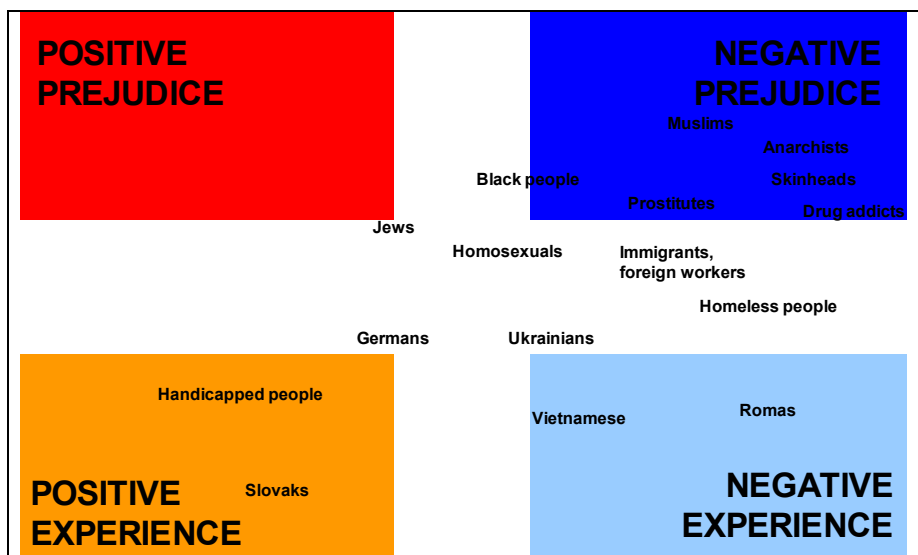 POSITIVE
PREJUDICE
NEGATIVE
PREJUDICE
Muslims
Anarchists
Black people
Skinheads
Prostitutes
Drug addicts
Jews
Homosexuals
Immigrants,
foreign workers
Homeless people
Germans
Ukrainians
Handicapped people
Vietnamese
Romas
Slovaks
POSITIVE
EXPERIENCE
NEGATIVE
EXPERIENCE